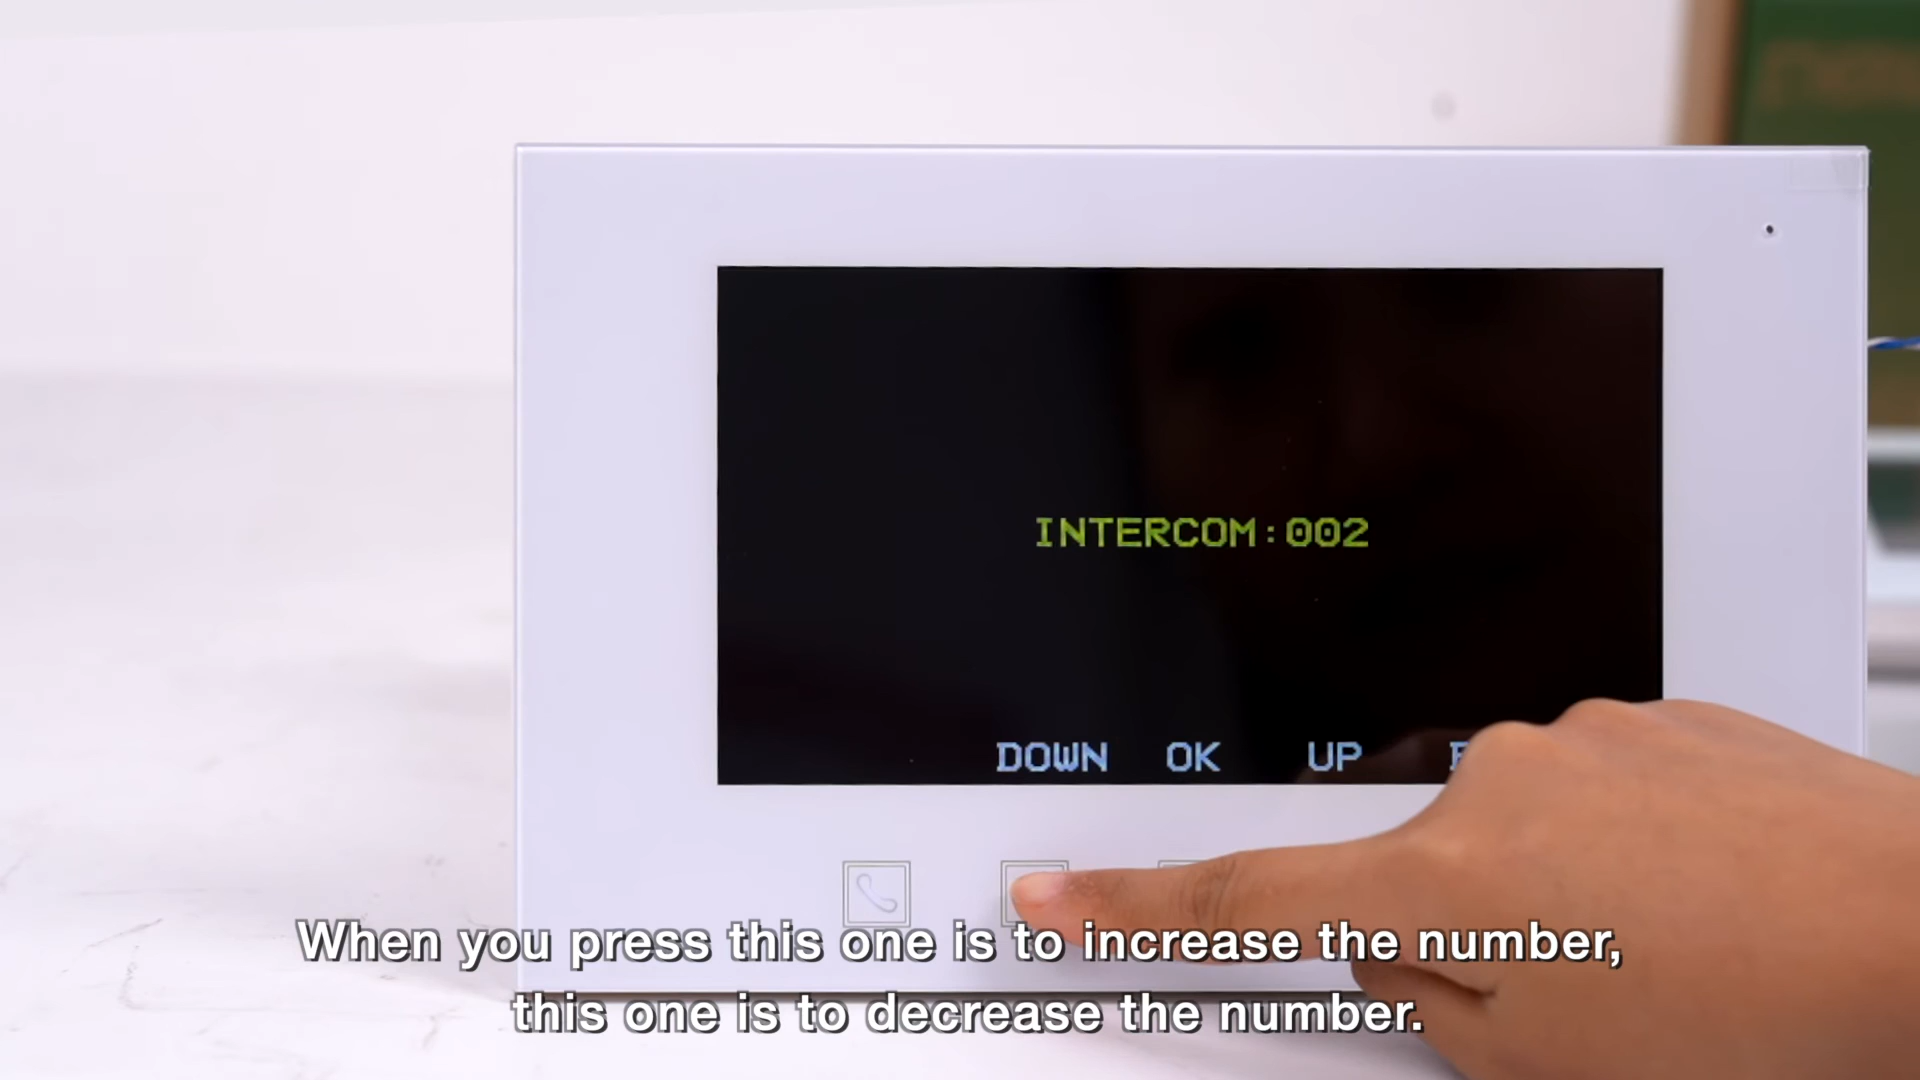 INTERCOM:002
DOWN OK UP
When you press this one is to increase the number,
this one is to decrease the number.